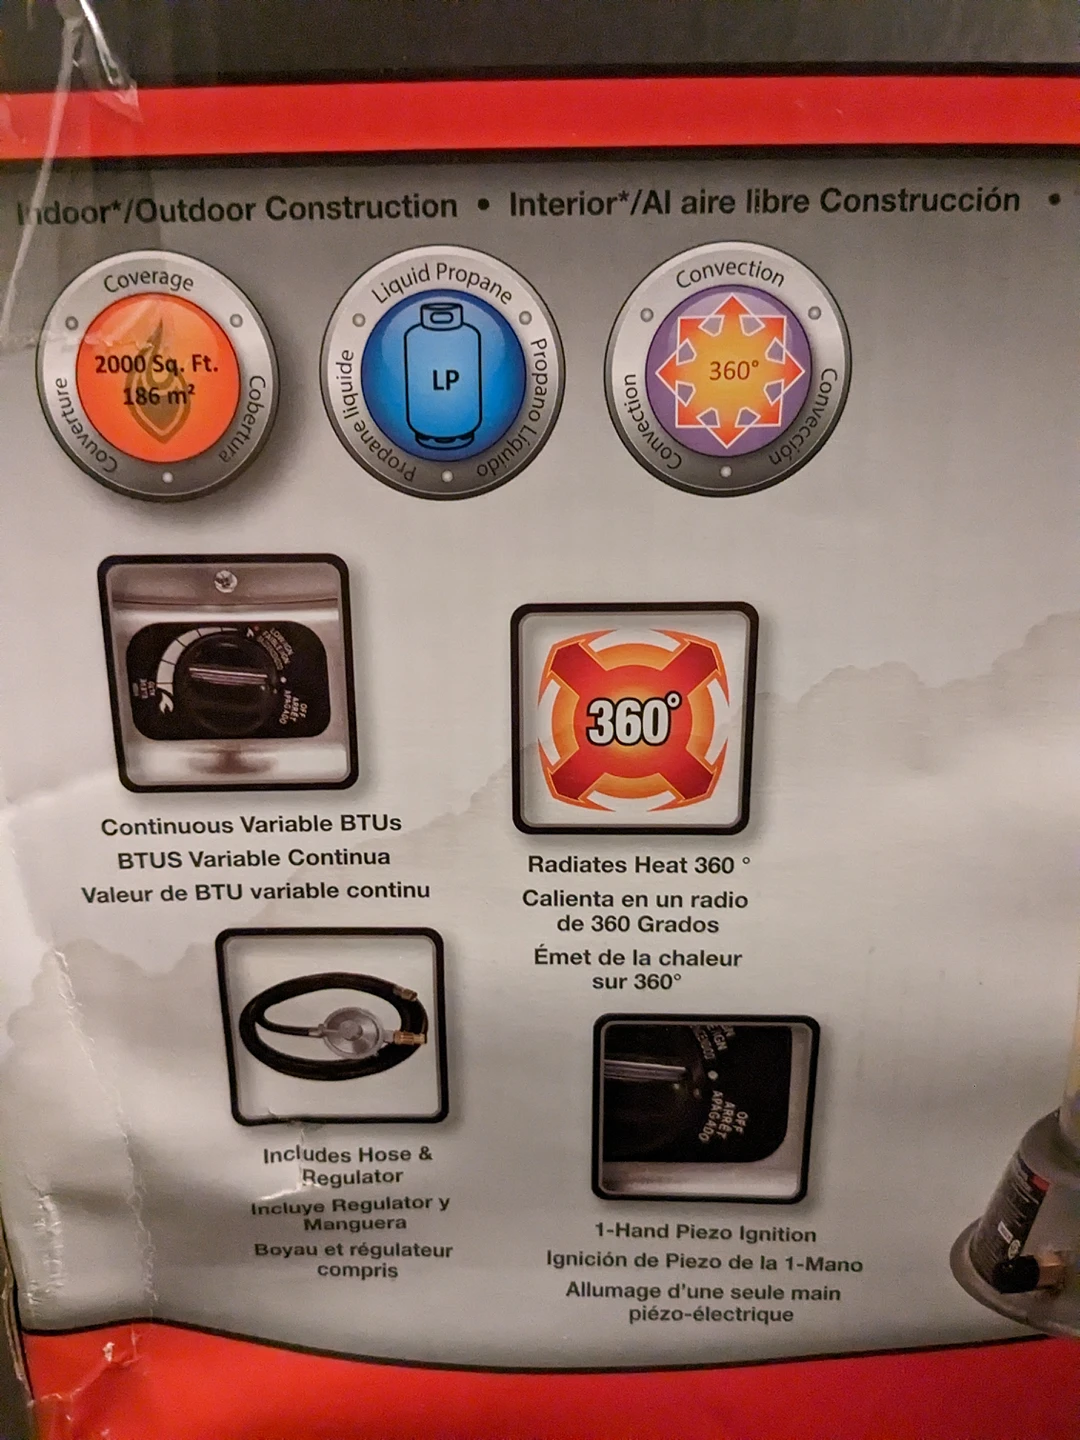 Indoor*/Outdoor Construction • Interior*/Al aire libre Construcción •
Coverage
2000 Sq. Ft.
186 m²
Couverture
Cobertura
Liquid Propane
LP
Propane liquide
Propano Líquido
Convection
360°
Convection
Convección
OFF
ARRÊT
APAGADO
Continuous Variable BTUs
BTUS Variable Continua
Valeur de BTU variable continu
360°
Radiates Heat 360 °
Calienta en un radio
de 360 Grados
Émet de la chaleur
sur 360°
Includes Hose &
Regulator
Incluye Regulator y
Manguera
Boyau et régulateur
compris
OFF
ARRÊT
APAGADO
1-Hand Piezo Ignition
Ignición de Piezo de la 1-Mano
Allumage d'une seule main
piézo-électrique